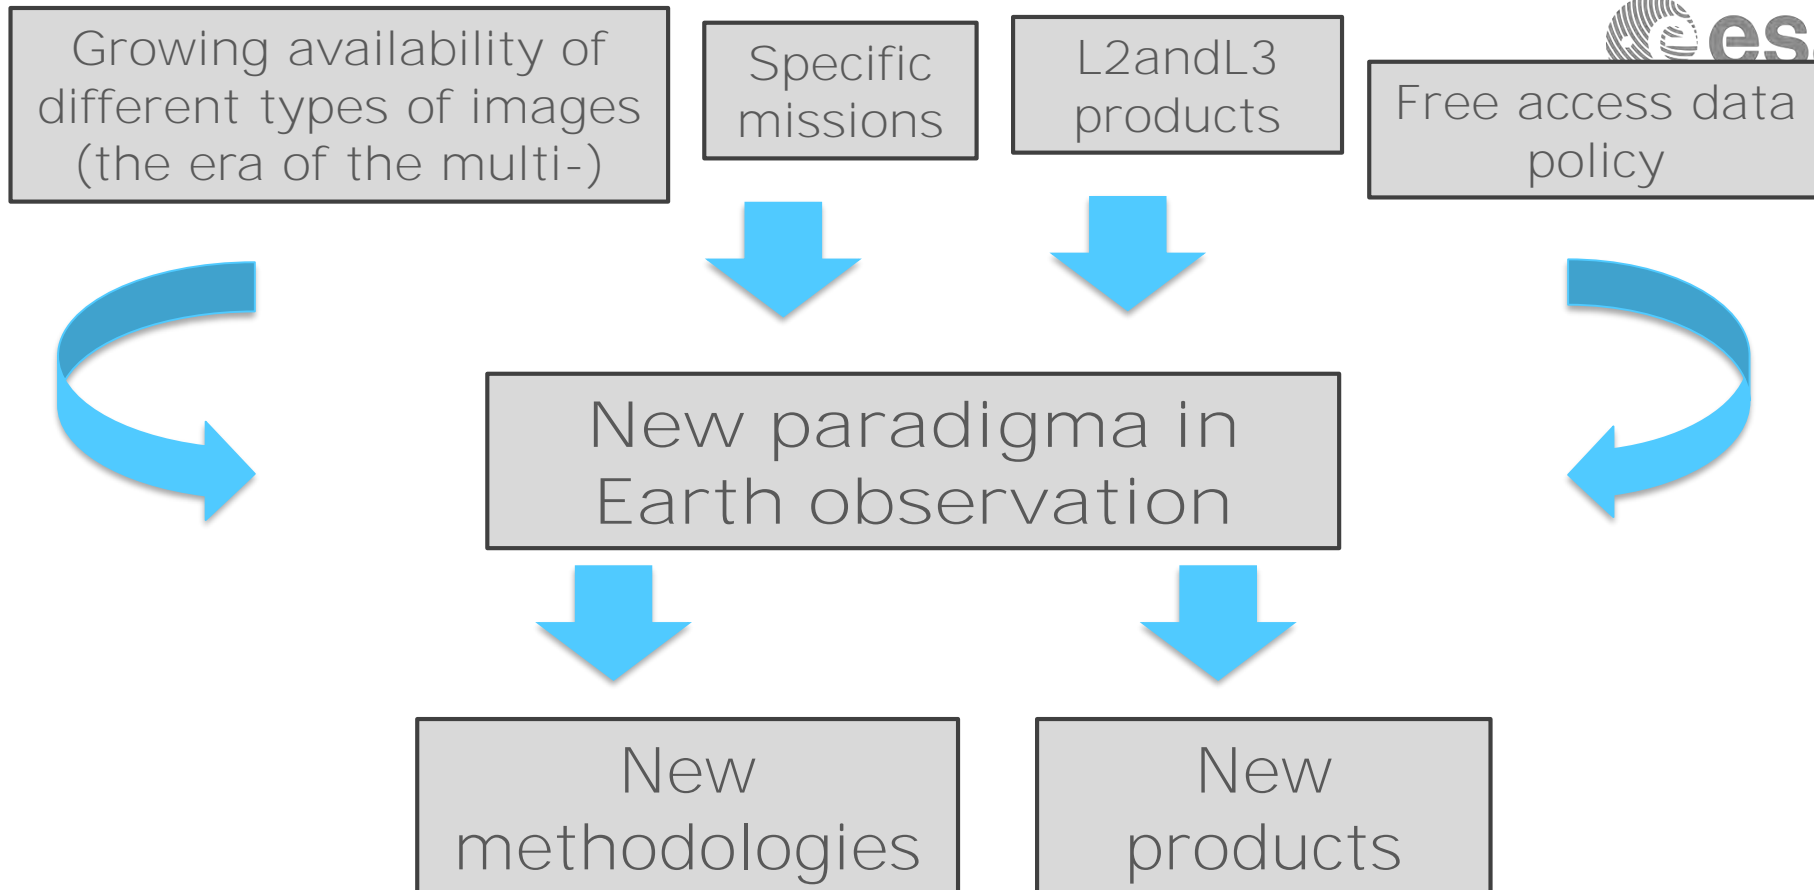 Growing availability of
different types of images
(the era of the multi-)
Specific
missions
L2andL3
products
esa
Free access data
policy
New paradigma in
Earth observation
New
methodologies
New
products